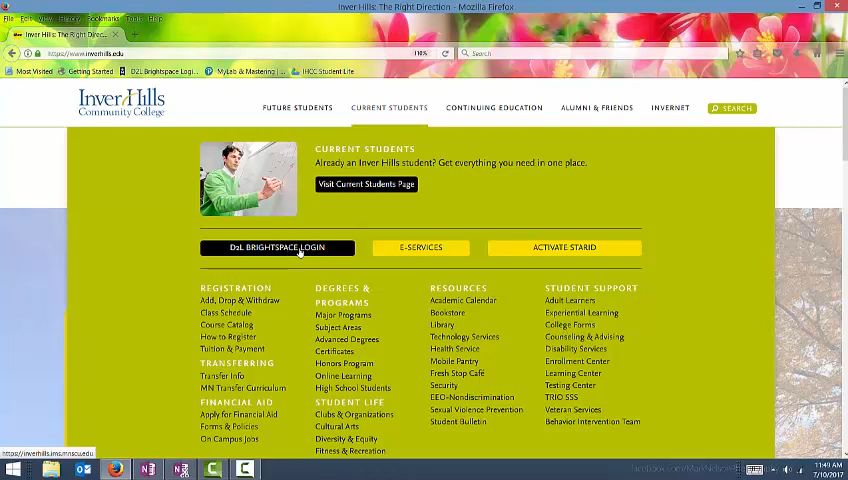 Inver Hills: The Right Direction - Mozilla Firefox
File Edit View History Bookmarks Tools Help
Inver Hills: The Right Direc...
https://www.inverhills.edu 110% Search
Most Visited Getting Started D2L Brightspace Logi... MyLab & Mastering |... IHCC Student Life
Inver Hills
Community College
FUTURE STUDENTS CURRENT STUDENTS CONTINUING EDUCATION ALUMNI & FRIENDS INVERNET SEARCH
CURRENT STUDENTS
Already an Inver Hills student? Get everything you need in one place.
Visit Current Students Page
D2L BRIGHTSPACE LOGIN E-SERVICES ACTIVATE STARID
REGISTRATION
Add, Drop & Withdraw
Class Schedule
Course Catalog
How to Register
Tuition & Payment
TRANSFERRING
Transfer Info
MN Transfer Curriculum
FINANCIAL AID
Apply for Financial Aid
Forms & Policies
On Campus Jobs
DEGREES &
PROGRAMS
Major Programs
Subject Areas
Advanced Degrees
Certificates
Honors Program
Online Learning
High School Students
STUDENT LIFE
Clubs & Organizations
Cultural Arts
Diversity & Equity
Fitness & Recreation
RESOURCES
Academic Calendar
Bookstore
Library
Technology Services
Health Service
Mobile Pantry
Fresh Stop Café
Security
EEO-Nondiscrimination
Sexual Violence Prevention
Student Bulletin
STUDENT SUPPORT
Adult Learners
Experiential Learning
College Forms
Counseling & Advising
Disability Services
Enrollment Center
Learning Center
Testing Center
TRIO SSS
Veteran Services
Behavior Intervention Team
https://inverhills.ims.mnscu.edu
11:49 AM
7/10/2017